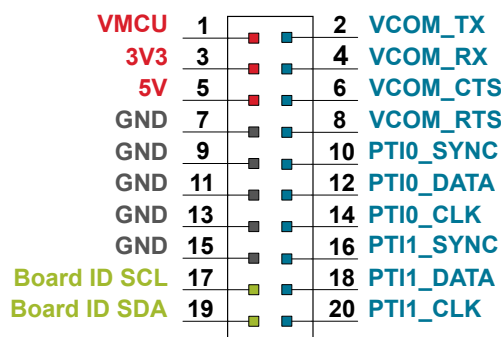 VMCU 1 2 VCOM_TX
3V3 3 4 VCOM_RX
5V 5 6 VCOM_CTS
GND 7 8 VCOM_RTS
GND 9 10 PTI0_SYNC
GND 11 12 PTI0_DATA
GND 13 14 PTI0_CLK
GND 15 16 PTI1_SYNC
Board ID SCL 17 18 PTI1_DATA
Board ID SDA 19 20 PTI1_CLK